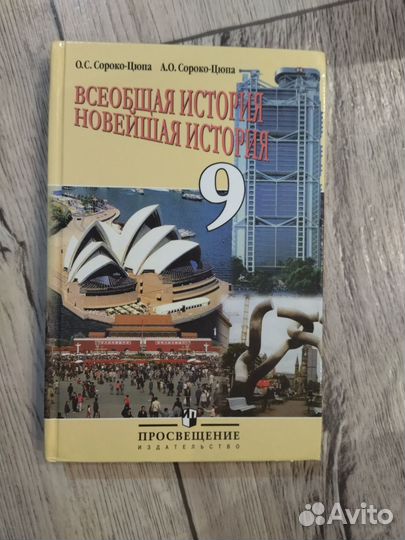 О.С. Сороко-Цюпа А.О. Сороко-Цюпа
ВСЕОБЩАЯ ИСТОРИЯ
НОВЕЙШАЯ ИСТОРИЯ
9
ПРОСВЕЩЕНИЕ
ИЗДАТЕЛЬСТВО
Avito